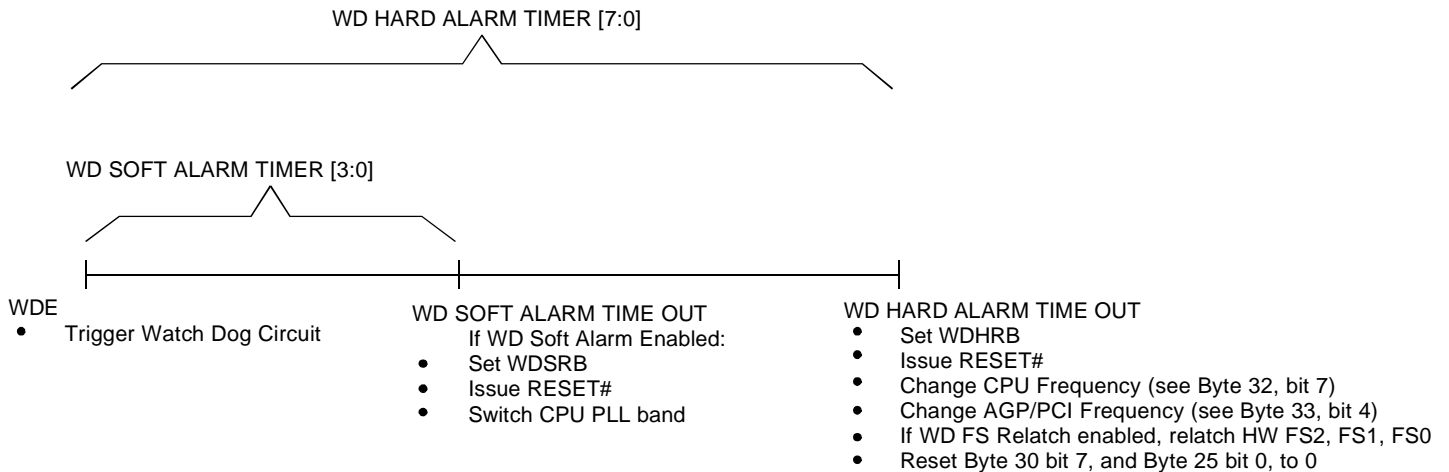 WD HARD ALARM TIMER [7:0]
WD SOFT ALARM TIMER [3:0]
WDE
• Trigger Watch Dog Circuit
WD SOFT ALARM TIME OUT
If WD Soft Alarm Enabled:
• Set WDSRB
• Issue RESET#
• Switch CPU PLL band
WD HARD ALARM TIME OUT
• Set WDHRB
• Issue RESET#
• Change CPU Frequency (see Byte 32, bit 7)
• Change AGP/PCI Frequency (see Byte 33, bit 4)
• If WD FS Relatch enabled, relatch HW FS2, FS1, FS0
• Reset Byte 30 bit 7, and Byte 25 bit 0, to 0